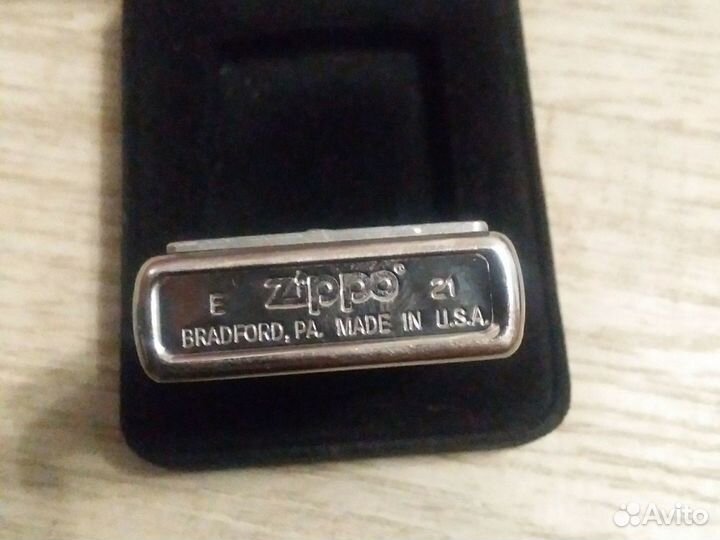 E Zippo® 21
BRADFORD, PA. MADE IN U.S.A.
Avito